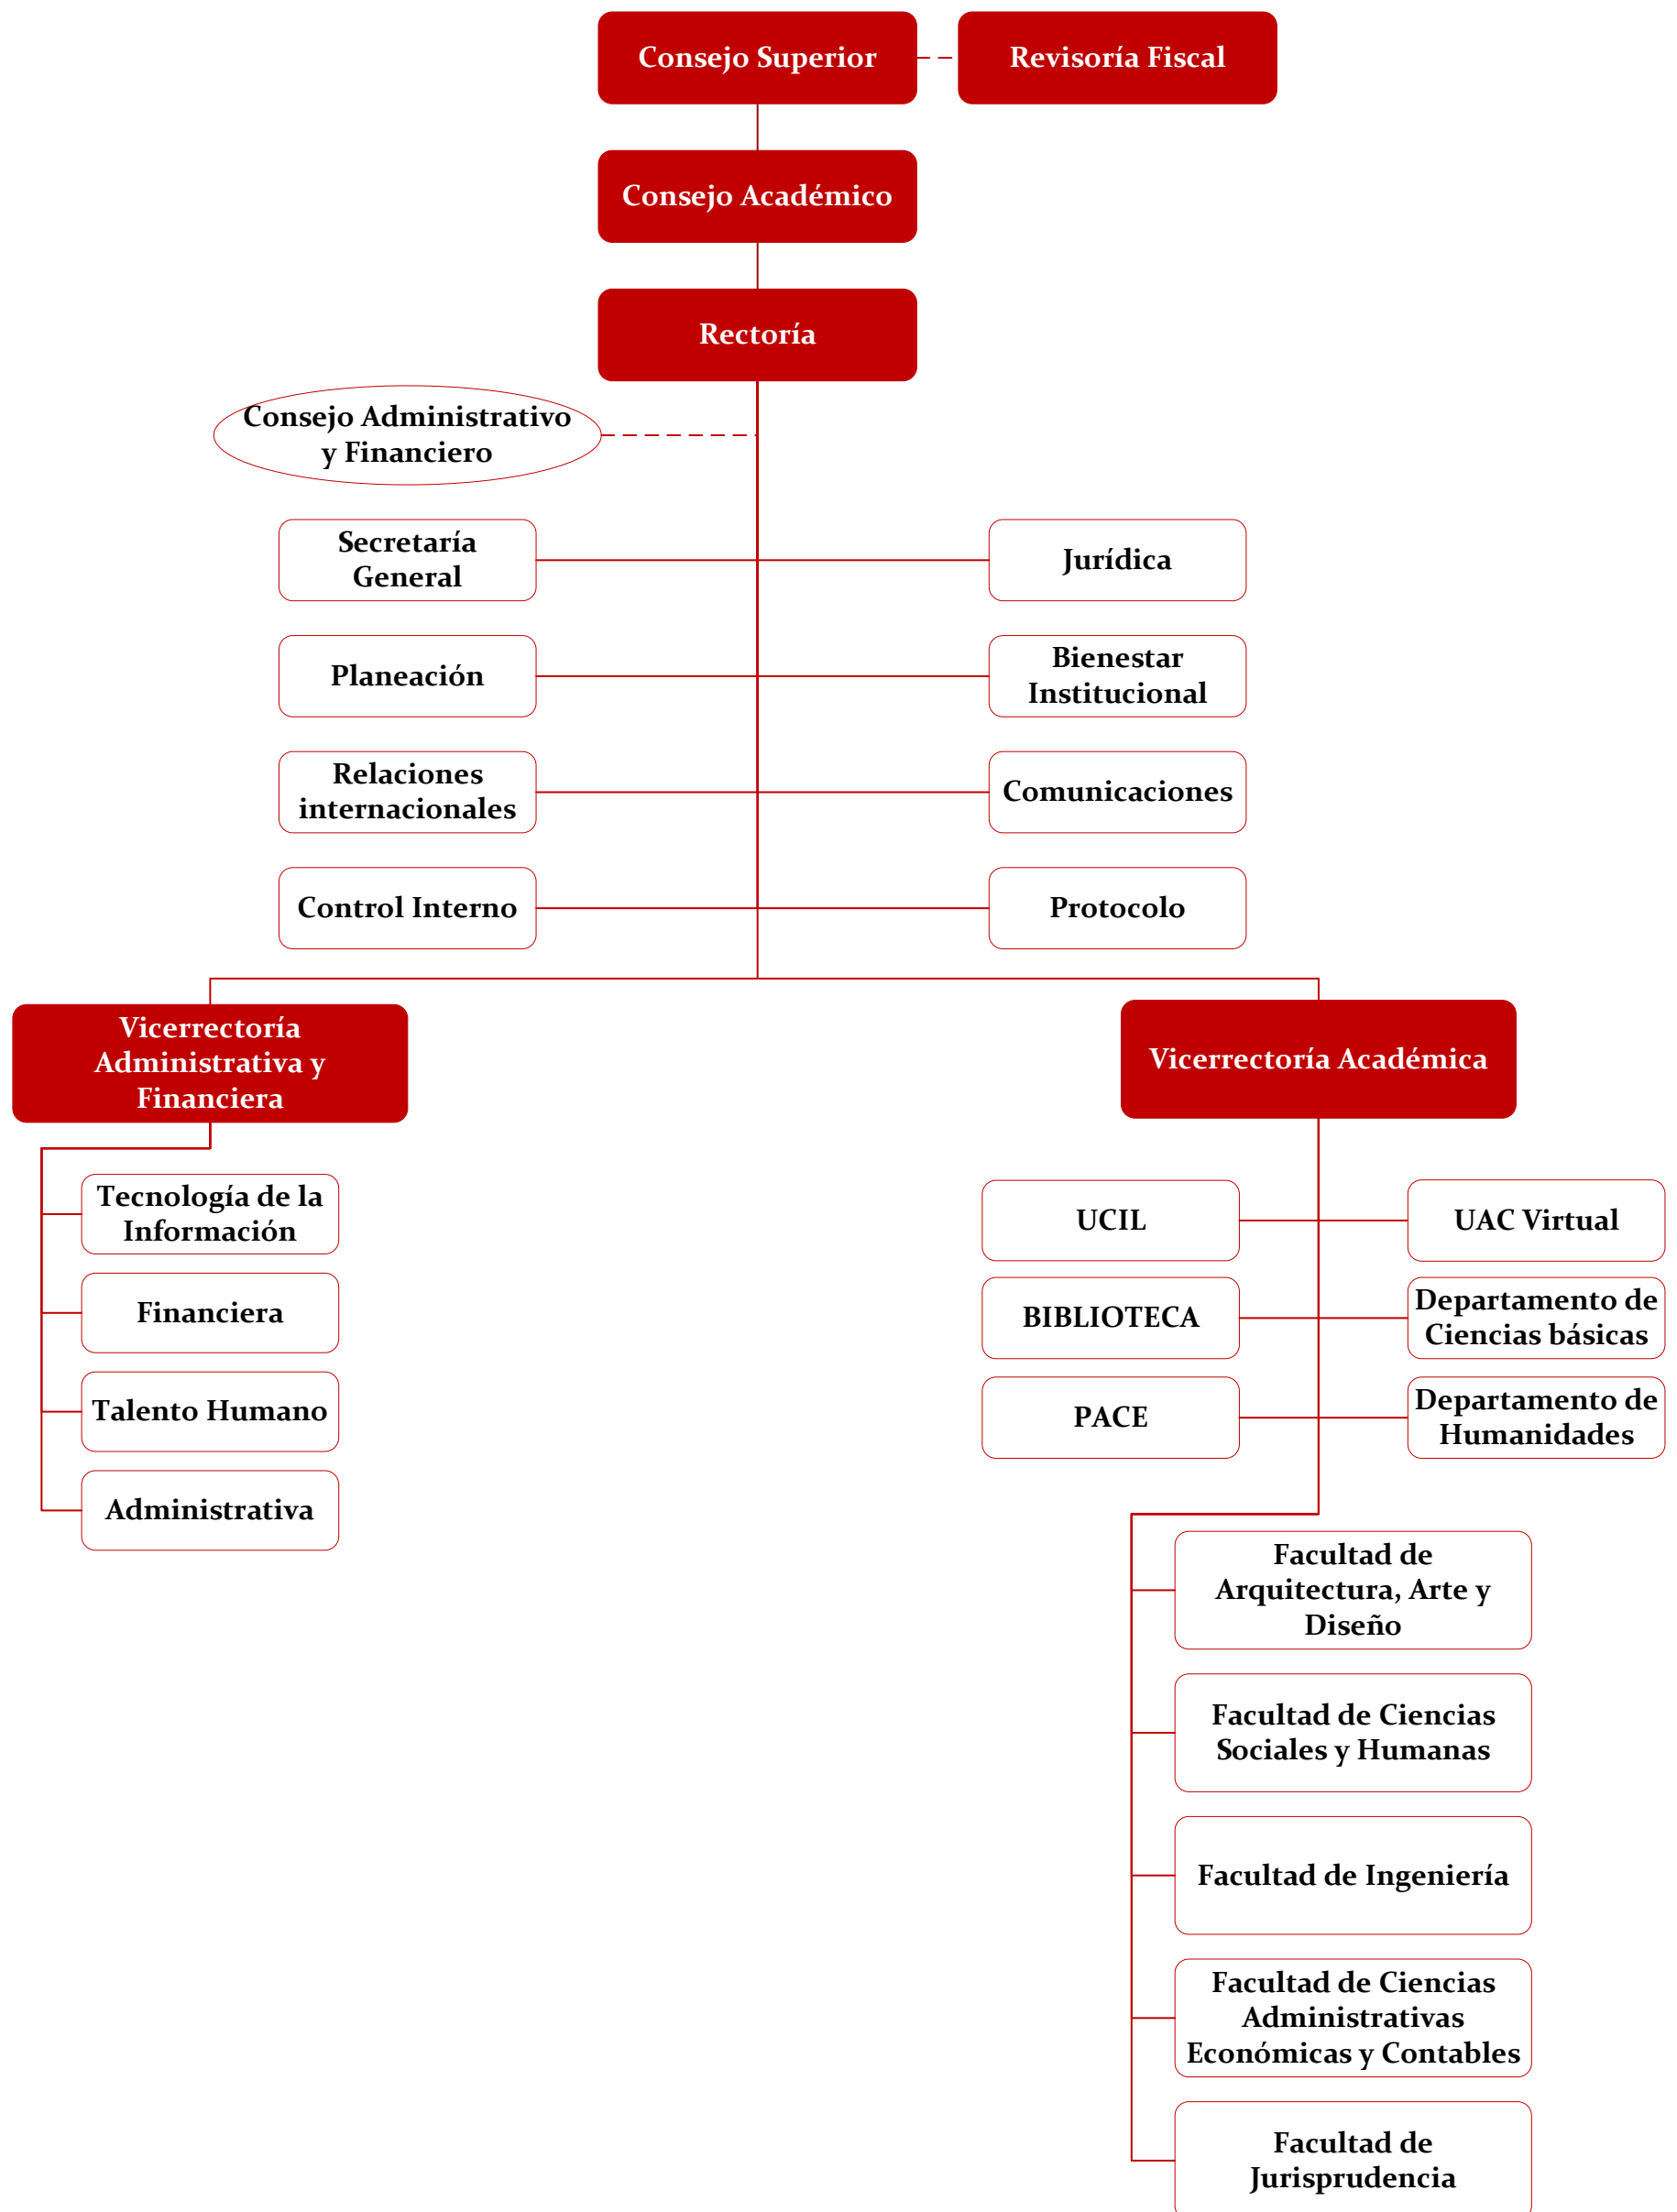 Consejo Superior
Revisoría Fiscal
Consejo Académico
Rectoría
Consejo Administrativo
y Financiero
Secretaría
General
Jurídica
Planeación
Bienestar
Institucional
Relaciones
internacionales
Comunicaciones
Control Interno
Protocolo
Vicerrectoría
Administrativa y
Financiera
Vicerrectoría Académica
Tecnología de la
Información
Financiera
Talento Humano
Administrativa
UCIL
UAC Virtual
BIBLIOTECA
Departamento de
Ciencias básicas
PACE
Departamento de
Humanidades
Facultad de
Arquitectura, Arte y
Diseño
Facultad de Ciencias
Sociales y Humanas
Facultad de Ingeniería
Facultad de Ciencias
Administrativas
Económicas y Contables
Facultad de
Jurisprudencia